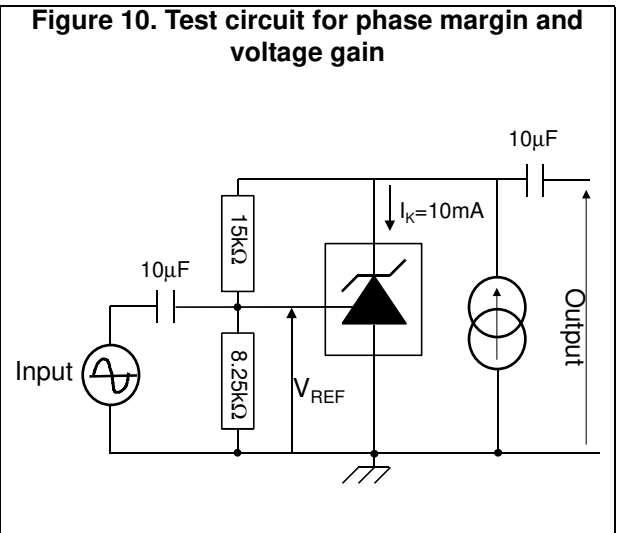 Figure 10. Test circuit for phase margin and
voltage gain
10μF
I_K=10mA
15kΩ
10μF
Output
Input
8.25kΩ
V_REF